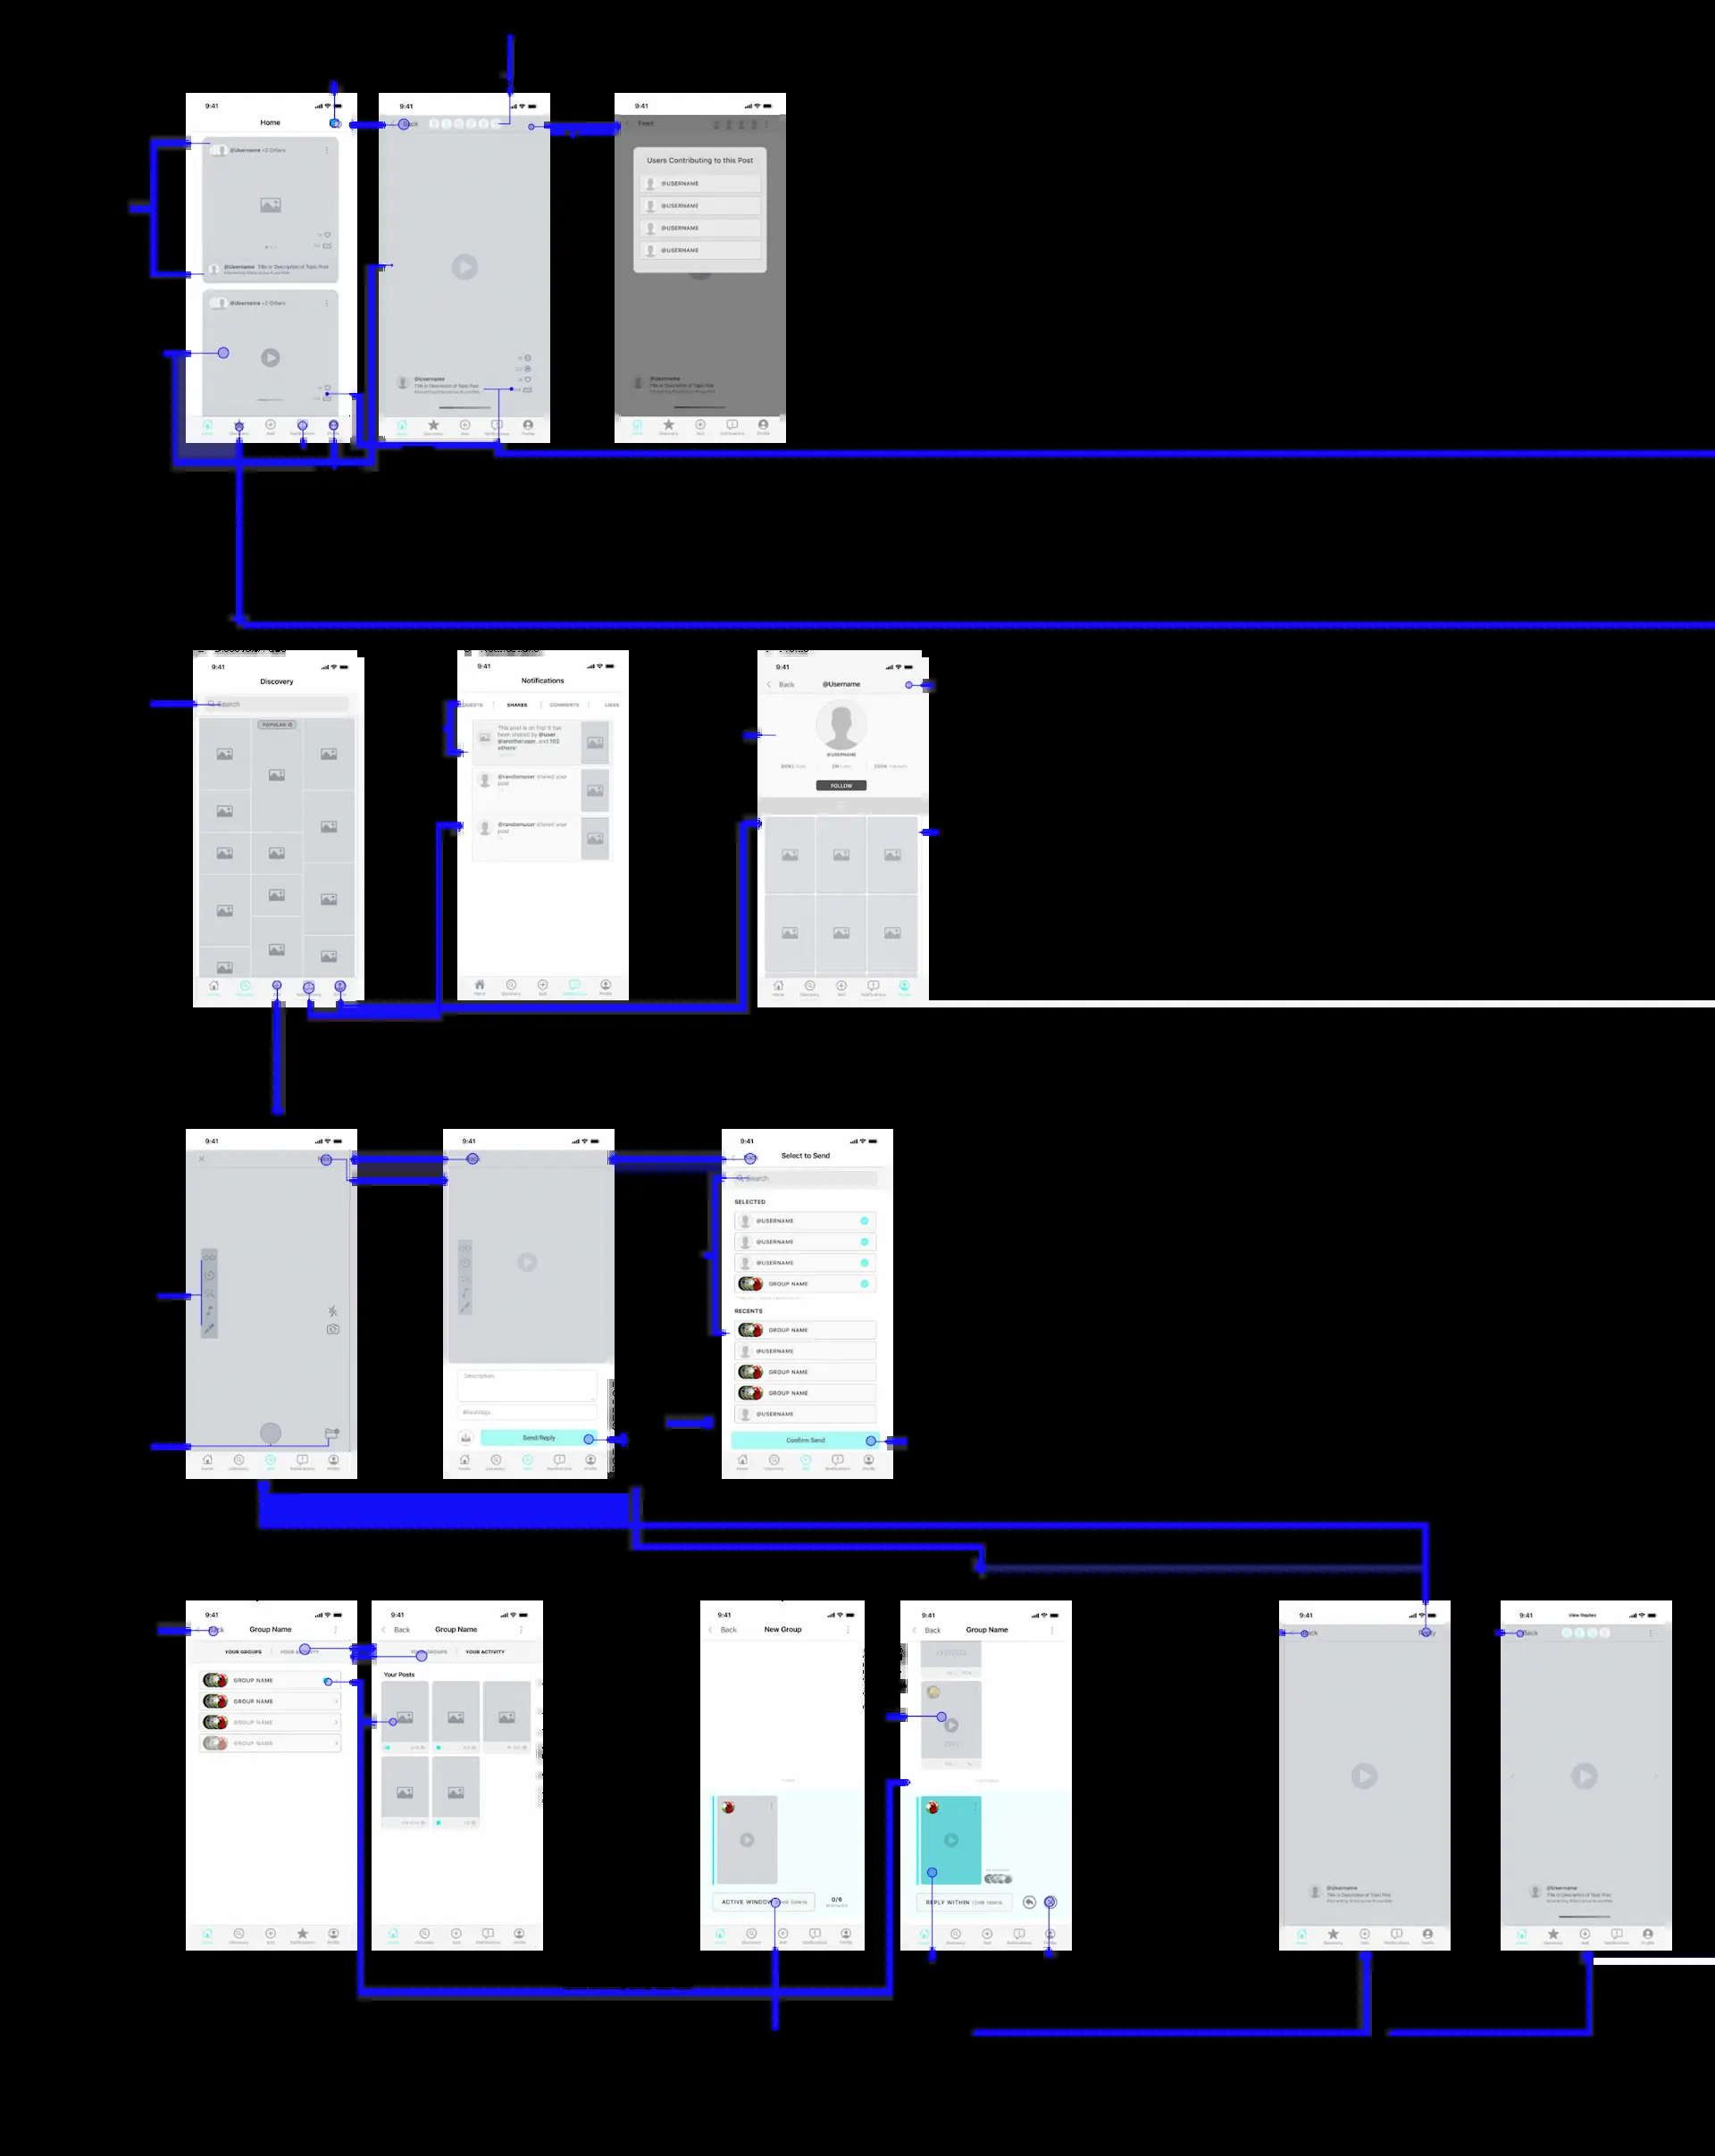 9:41
Home
@Username +2 Others
@Username Title or Description of Topic Post
@Username +2 Others
Home
Discovery
Add
Notifications
Profile
9:41
Back
@Username
Title or Description of Topic Post
Home
Discovery
Add
Notifications
Profile
9:41
Feed
Users Contributing to this Post
@USERNAME
@USERNAME
@USERNAME
@USERNAME
@Username
Title or Description of Topic Post
Home
Discovery
Add
Notifications
Profile
9:41
Discovery
Search
POPULAR
Home
Discovery
9:41
Notifications
SHARES
COMMENTS
LIKES
This post is on fire! It has
been shared by @user,
@anotheruser, and 102
others!
@randomuser shared your
post
@randomuser shared your
post
Home
Discovery
Add
Notifications
Profile
9:41
Back
@Username
@USERNAME
FOLLOW
Home
Discovery
Add
Notifications
Profile
9:41
Home
Discovery
Add
Notifications
Profile
9:41
Back
Description
#hashtags
Send/Reply
Home
Discovery
Add
Notifications
Profile
9:41
Back
Select to Send
Search
SELECTED
@USERNAME
@USERNAME
@USERNAME
GROUP NAME
RECENTS
GROUP NAME
@USERNAME
GROUP NAME
GROUP NAME
@USERNAME
Confirm Send
Home
Discovery
Add
Notifications
Profile
9:41
Back
Group Name
YOUR GROUPS
YOUR ACTIVITY
GROUP NAME
GROUP NAME
GROUP NAME
GROUP NAME
Home
Discovery
Add
Notifications
Profile
9:41
Back
Group Name
YOUR GROUPS
YOUR ACTIVITY
Your Posts
Home
Discovery
Add
Notifications
Profile
9:41
Back
New Group
TODAY
ACTIVE WINDOW
0/6
Home
Discovery
Add
Notifications
Profile
9:41
Back
Group Name
REPLY WITHIN
Home
Discovery
Add
Notifications
Profile
9:41
Back
Reply
@Username
Title or Description of Topic Post
Home
Discovery
Add
Notifications
Profile
9:41
View Replies
Back
@Username
Title or Description of Topic Post
Home
Discovery
Add
Notifications
Profile